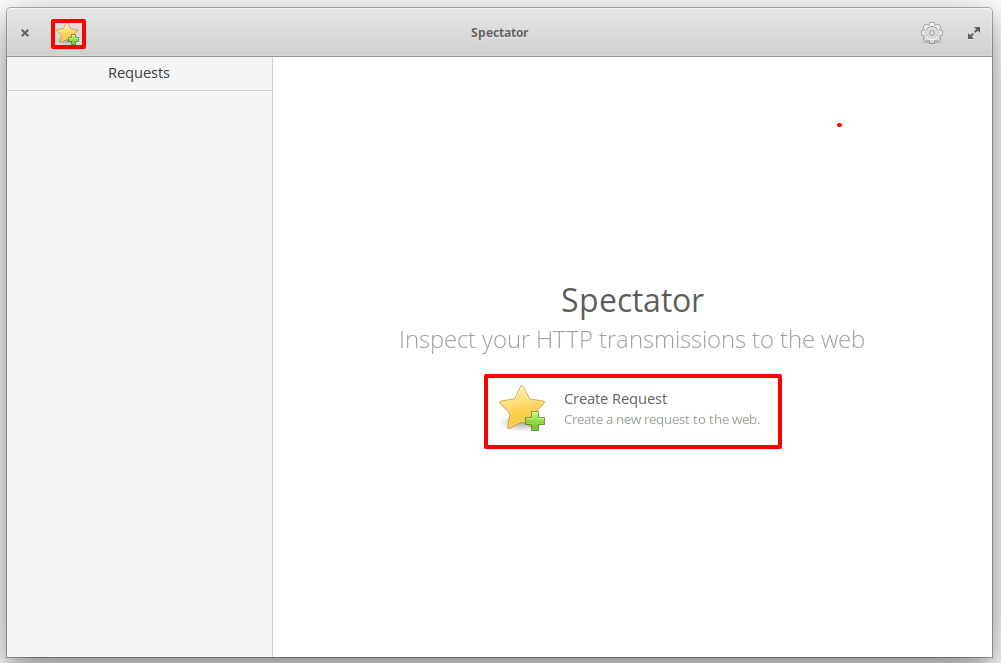 Spectator
Requests
Spectator
Inspect your HTTP transmissions to the web
Create Request
Create a new request to the web.